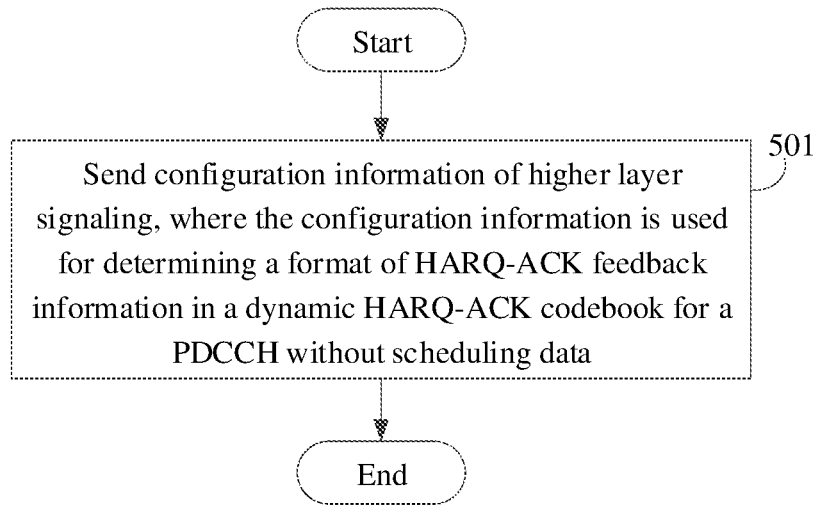 Start
501
Send configuration information of higher layer
signaling, where the configuration information is used
for determining a format of HARQ-ACK feedback
information in a dynamic HARQ-ACK codebook for a
PDCCH without scheduling data
End